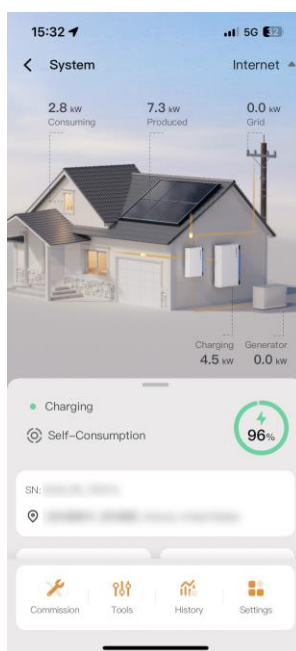 15:32 5G 32
System Internet
2.8 kW 7.3 kW 0.0 kW
Consuming Produced Grid
Charging Generator
4.5 kW 0.0 kW
Charging
Self-Consumption
96%
SN:
Commission Tools History Settings